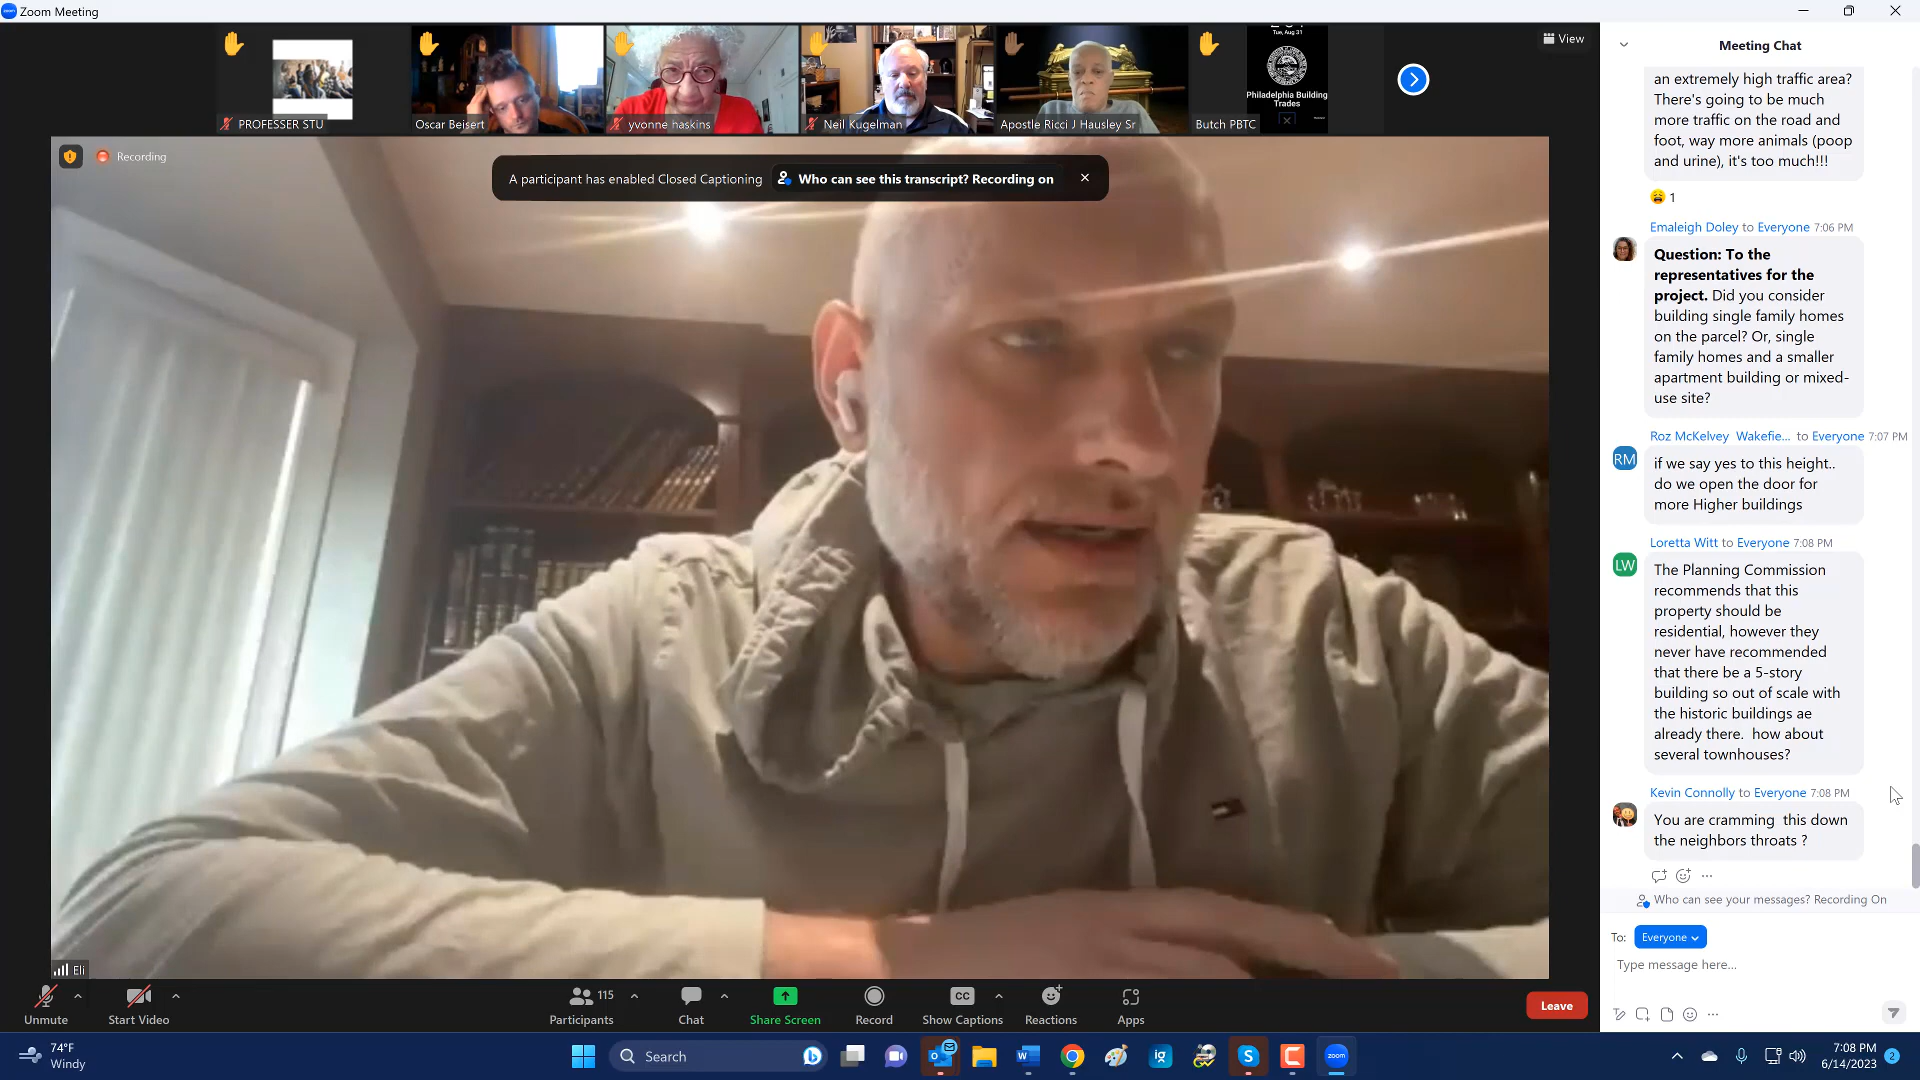 Zoom Meeting
PROFESSER STU
Oscar Beisert
yvonne haskins
Neil Kugelman
Apostle Ricci J Hausley Sr
Tue, Aug 31
Philadelphia Building
Trades
Butch PBTC
View
Recording
A participant has enabled Closed Captioning Who can see this transcript? Recording on
Eli
Meeting Chat
an extremely high traffic area?
There's going to be much
more traffic on the road and
foot, way more animals (poop
and urine), it's too much!!!
1
Emaleigh Doley to Everyone 7:06 PM
Question: To the
representatives for the
project. Did you consider
building single family homes
on the parcel? Or, single
family homes and a smaller
apartment building or mixed-
use site?
Roz McKelvey Wakefie... to Everyone 7:07 PM
RM
if we say yes to this height..
do we open the door for
more Higher buildings
Loretta Witt to Everyone 7:08 PM
LW
The Planning Commission
recommends that this
property should be
residential, however they
never have recommended
that there be a 5-story
building so out of scale with
the historic buildings ae
already there. how about
several townhouses?
Kevin Connolly to Everyone 7:08 PM
You are cramming this down
the neighbors throats ?
Who can see your messages? Recording On
To: Everyone
Type message here...
Unmute
Start Video
115
Participants
Chat
Share Screen
Record
CC
Show Captions
Reactions
Apps
Leave
74°F
Windy
Search
ig
zoom
7:08 PM
6/14/2023
2